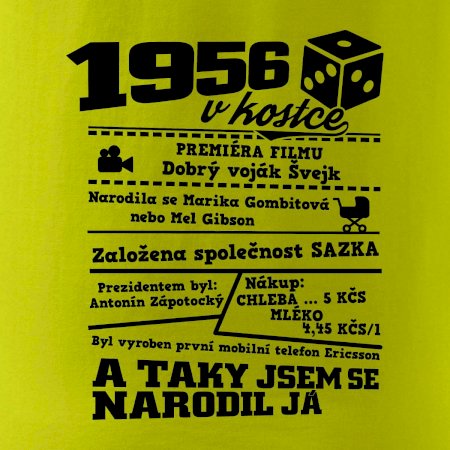 1956
v kostce
PREMIÉRA FILMU
Dobrý voják Švejk
Narodila se Marika Gombitová
nebo Mel Gibson
Založena společnost SAZKA
Prezidentem byl:
Antonín Zápotocký
Nákup:
CHLEBA ... 5 KČS
MLÉKO
4,45 KČS/l
Byl vyroben první mobilní telefon Ericsson
A TAKY JSEM SE
NARODIL JÁ